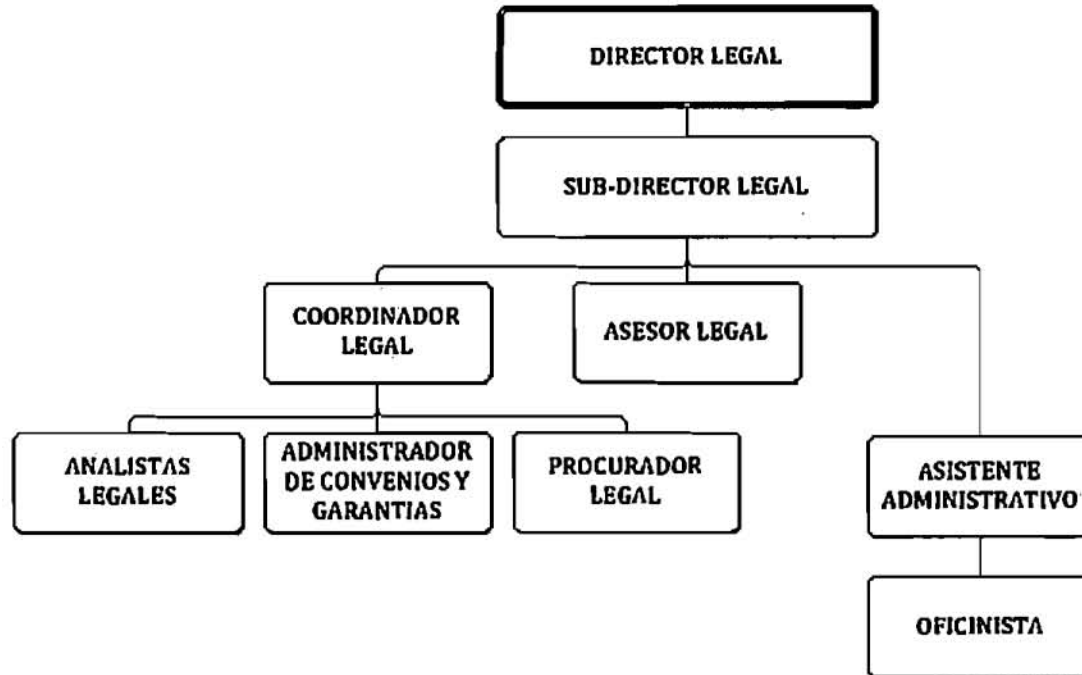 DIRECTOR LEGAL
SUB-DIRECTOR LEGAL
COORDINADOR
LEGAL
ASESOR LEGAL
ANALISTAS
LEGALES
ADMINISTRADOR
DE CONVENIOS Y
GARANTIAS
PROCURADOR
LEGAL
ASISTENTE
ADMINISTRATIVO
OFICINISTA